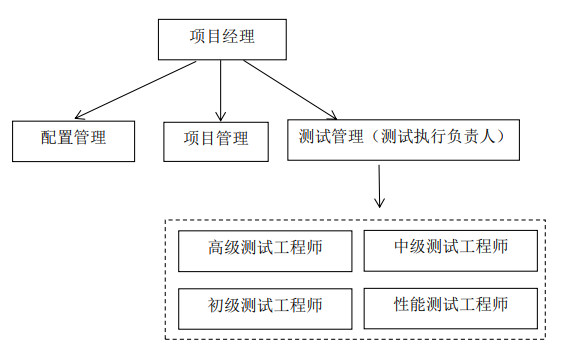 项目经理
配置管理
项目管理
测试管理（测试执行负责人）
高级测试工程师
中级测试工程师
初级测试工程师
性能测试工程师